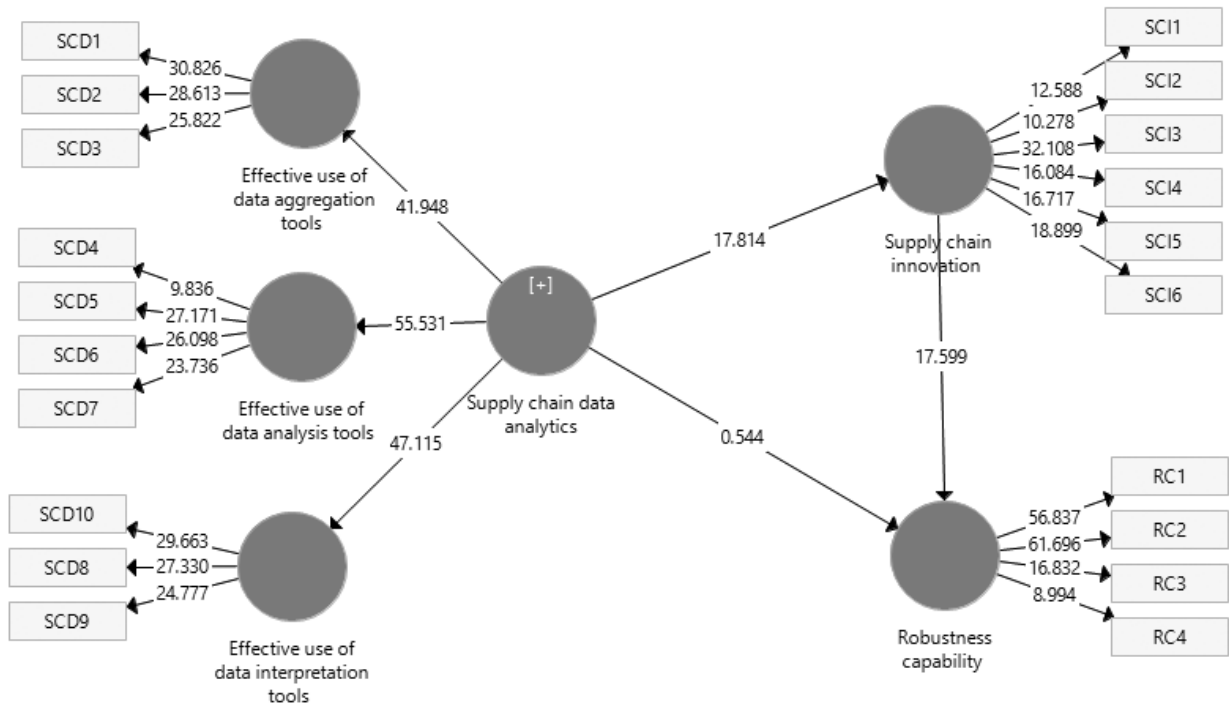 SCD1
SCD2
SCD3
30.826
28.613
25.822
Effective use of
data aggregation
tools
41.948
SCD4
SCD5
SCD6
SCD7
9.836
27.171
26.098
23.736
Effective use of
data analysis tools
55.531
[+]
Supply chain data
analytics
47.115
SCD10
SCD8
SCD9
29.663
27.330
24.777
Effective use of
data interpretation
tools
17.814
0.544
SCI1
SCI2
SCI3
SCI4
SCI5
SCI6
12.588
10.278
32.108
16.084
16.717
18.899
Supply chain
innovation
17.599
RC1
RC2
RC3
RC4
56.837
61.696
16.832
8.994
Robustness
capability